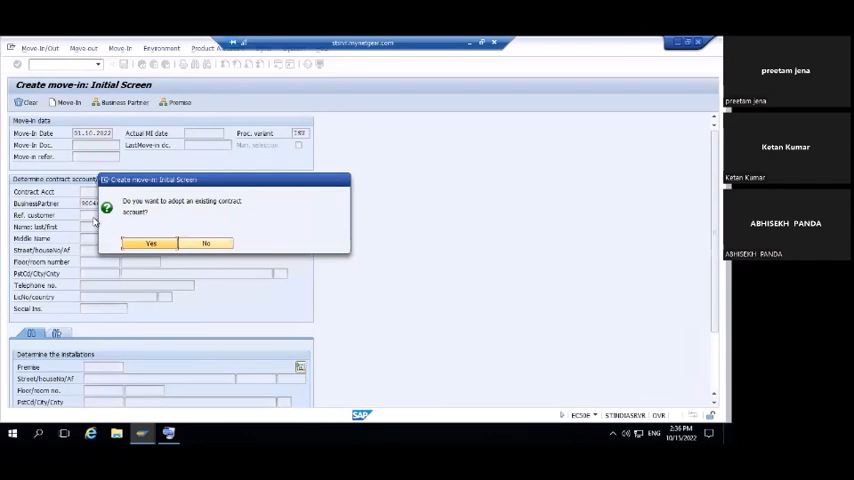 stsrvr.mynetgear.com
Move-In/Out Move-out Move-In Environment
Create move-in: Initial Screen
Clear Move-In Business Partner Premise
Move-In data
Move-In Date 01.10.2022 Actual MI date Proc. variant
Move-In Doc. LastMove-in dc. Man. selection
Move-in refer.
Determine contract account/
Contract Acct
BusinessPartner
Ref. customer
Name: last/first
Middle Name
Street/houseNo/Af
Floor/room number
PstCd/City/Cnty
Telephone no.
LicNo/country
Social Ins.
Create move-in: Initial Screen
Do you want to adopt an existing contract
account?
Yes No
Determine the installations
Premise
Street/houseNo/Af
Floor/room no.
PstCd/City/Cnty
SAP
EC50E STINDIASRVR OVR
ENG
2:36 PM
10/15/2022
preetam jena
preetam jena
Ketan Kumar
Ketan Kumar
ABHISEKH PANDA
ABHISEKH PANDA